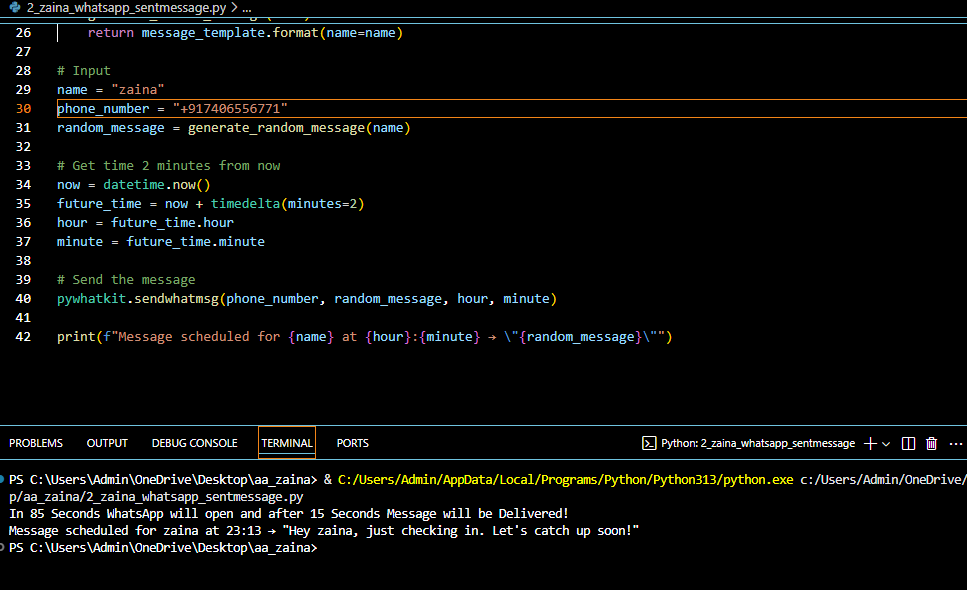 2_zaina_whatsapp_sentmessage.py > ...
26 return message_template.format(name=name)
27
28 # Input
29 name = "zaina"
30 phone_number = "+917406556771"
31 random_message = generate_random_message(name)
32
33 # Get time 2 minutes from now
34 now = datetime.now()
35 future_time = now + timedelta(minutes=2)
36 hour = future_time.hour
37 minute = future_time.minute
38
39 # Send the message
40 pywhatkit.sendwhatmsg(phone_number, random_message, hour, minute)
41
42 print(f"Message scheduled for {name} at {hour}:{minute} → \"{random_message}\"")
PROBLEMS OUTPUT DEBUG CONSOLE TERMINAL PORTS Python: 2_zaina_whatsapp_sentmessage
PS C:\Users\Admin\OneDrive\Desktop\aa_zaina> & C:/Users/Admin/AppData/Local/Programs/Python/Python313/python.exe c:/Users/Admin/OneDrive/
p/aa_zaina/2_zaina_whatsapp_sentmessage.py
In 85 Seconds WhatsApp will open and after 15 Seconds Message will be Delivered!
Message scheduled for zaina at 23:13 → "Hey zaina, just checking in. Let's catch up soon!"
PS C:\Users\Admin\OneDrive\Desktop\aa_zaina>